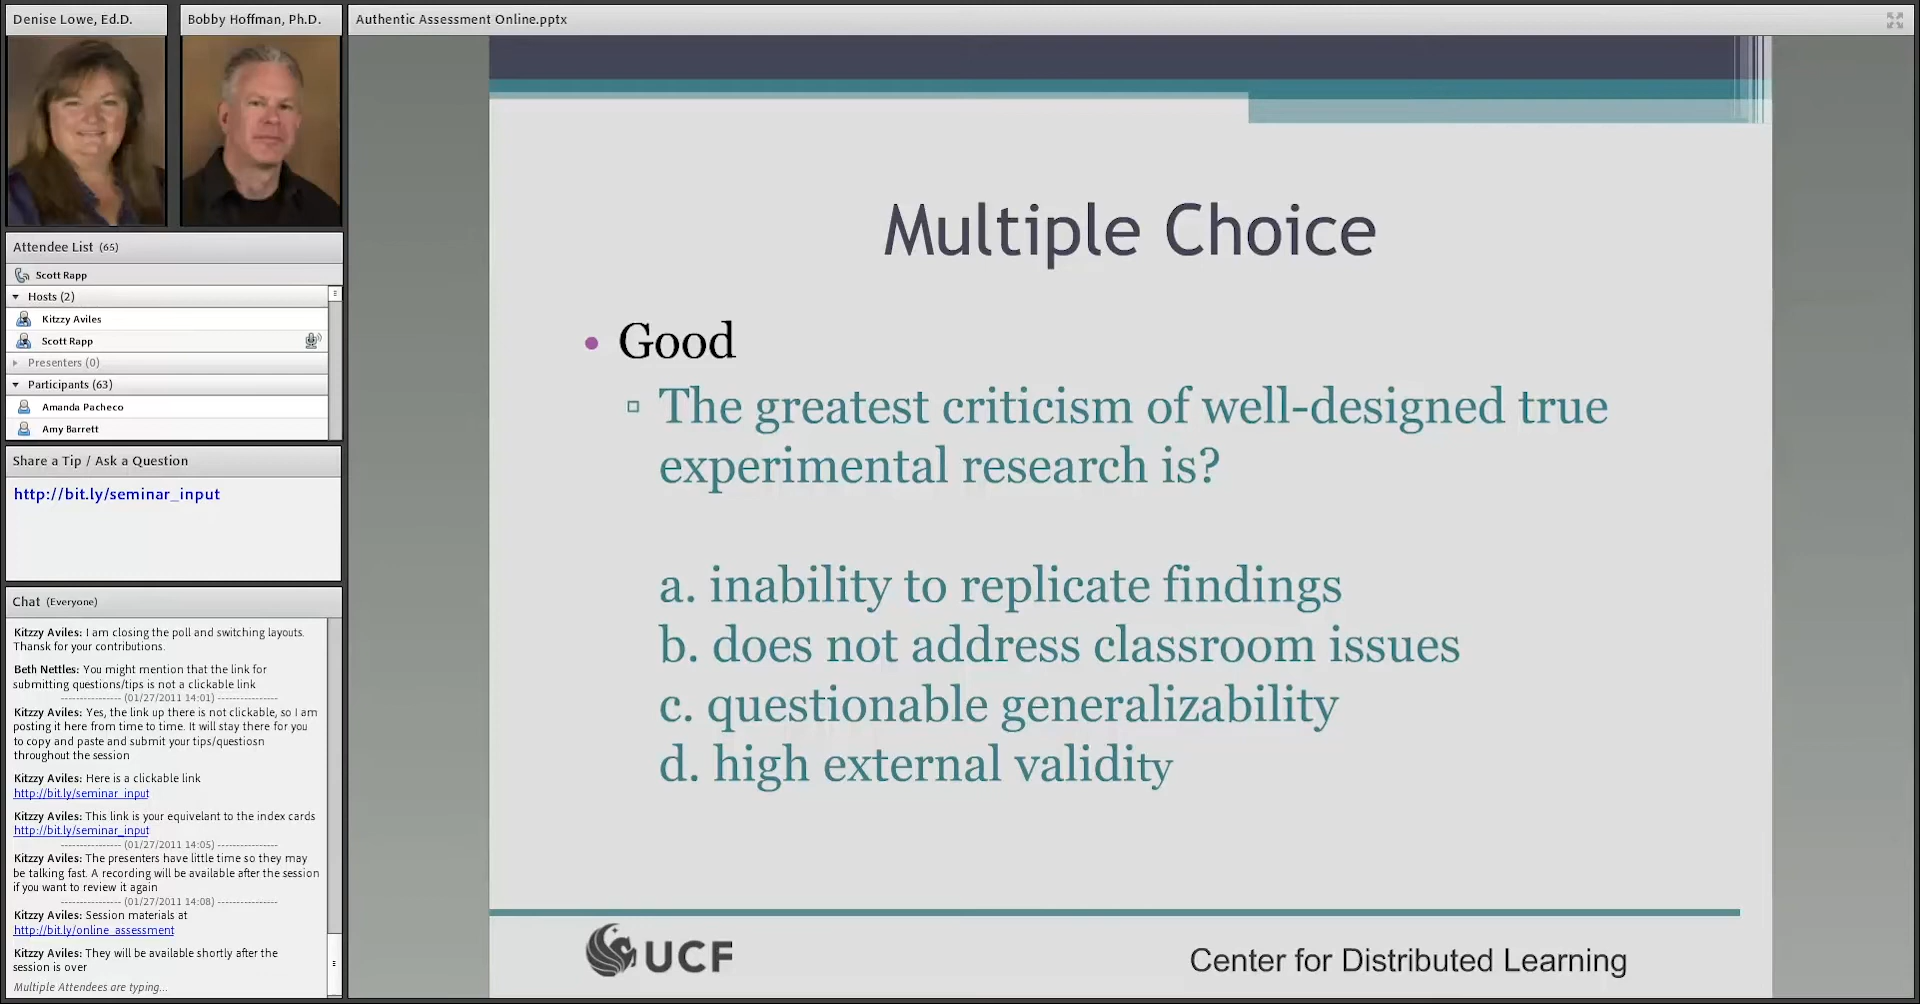 Denise Lowe, Ed.D.
Bobby Hoffman, Ph.D.
Authentic Assessment Online.pptx
Attendee List (65)
Scott Rapp
Hosts (2)
Kitzzy Aviles
Scott Rapp
Presenters (0)
Participants (63)
Amanda Pacheco
Amy Barrett
Share a Tip / Ask a Question
http://bit.ly/seminar_input
Chat (Everyone)
Kitzzy Aviles: I am closing the poll and switching layouts.
Thansk for your contributions.
Beth Nettles: You might mention that the link for
submitting questions/tips is not a clickable link
---------------- (01/27/2011 14:01) ----------------
Kitzzy Aviles: Yes, the link up there is not clickable, so I am
posting it here from time to time. It will stay there for you
to copy and paste and submit your tips/questiosn
throughout the session
Kitzzy Aviles: Here is a clickable link
http://bit.ly/seminar_input
Kitzzy Aviles: This link is your equivelant to the index cards
http://bit.ly/seminar_input
---------------- (01/27/2011 14:05) ----------------
Kitzzy Aviles: The presenters have little time so they may
be talking fast. A recording will be available after the session
if you want to review it again
---------------- (01/27/2011 14:08) ----------------
Kitzzy Aviles: Session materials at
http://bit.ly/online_assessment
Kitzzy Aviles: They will be available shortly after the
session is over
Multiple Attendees are typing...
Multiple Choice
• Good
▫ The greatest criticism of well-designed true
experimental research is?
a. inability to replicate findings
b. does not address classroom issues
c. questionable generalizability
d. high external validity
UCF
Center for Distributed Learning